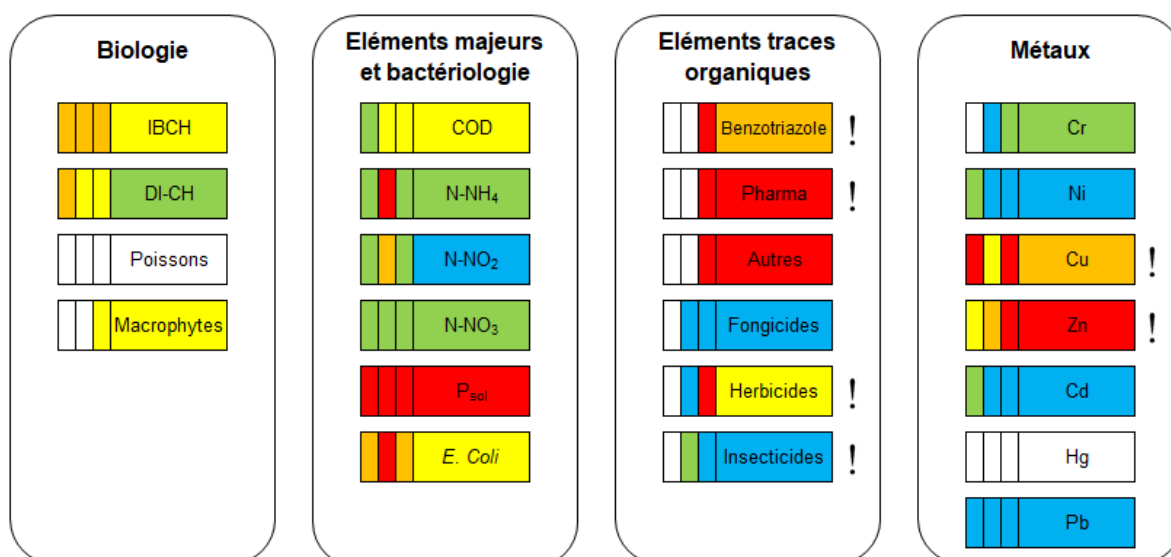 Biologie
IBCH
DI-CH
Poissons
Macrophytes
Eléments majeurs
et bactériologie
COD
N-NH₄
N-NO₂
N-NO₃
Psol
E. Coli
Eléments traces
organiques
Benzotriazole !
Pharma !
Autres
Fongicides
Herbicides !
Insecticides !
Métaux
Cr
Ni
Cu !
Zn !
Cd
Hg
Pb